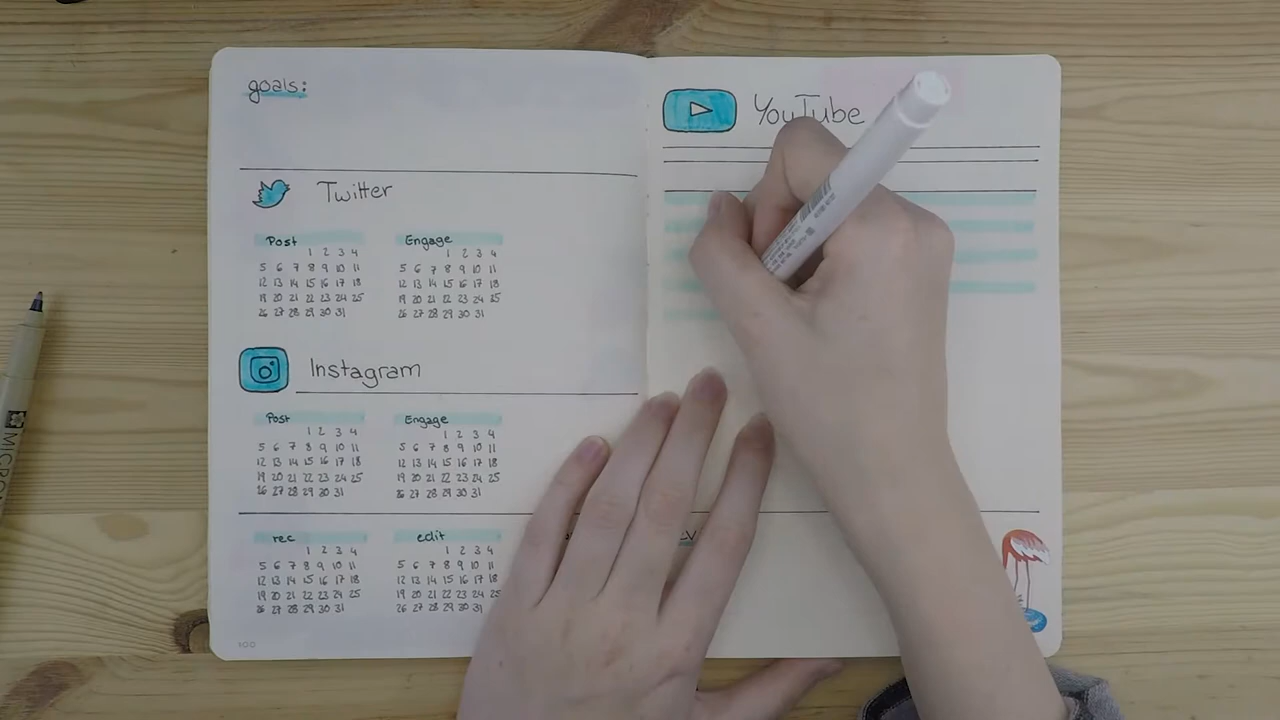 goals:
Twitter
Post
1 2 3 4
5 6 7 8 9 10 11
12 13 14 15 16 17 18
19 20 21 22 23 24 25
26 27 28 29 30 31
Engage
1 2 3 4
5 6 7 8 9 10 11
12 13 14 15 16 17 18
19 20 21 22 23 24 25
26 27 28 29 30 31
Instagram
Post
1 2 3 4
5 6 7 8 9 10 11
12 13 14 15 16 17 18
19 20 21 22 23 24 25
26 27 28 29 30 31
Engage
1 2 3 4
5 6 7 8 9 10 11
12 13 14 15 16 17 18
19 20 21 22 23 24 25
26 27 28 29 30 31
rec
1 2 3 4
5 6 7 8 9 10 11
12 13 14 15 16 17 18
19 20 21 22 23 24 25
26 27 28 29 30 31
edit
1 2 3 4
5 6 7 8 9 10 11
12 13 14 15 16 17 18
19 20 21 22 23 24 25
26 27 28 29 30 31
100
YouTube
MICRON